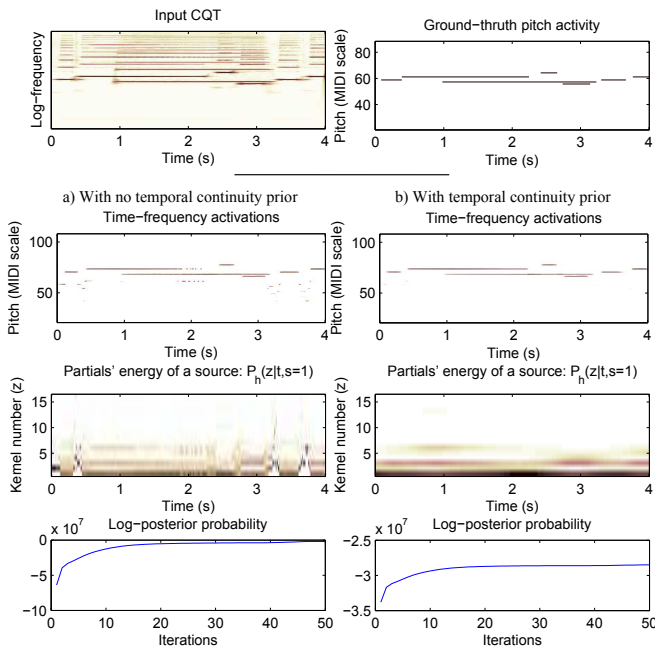 Input CQT
Log−frequency
0 1 2 3 4
Time (s)
Ground−thruth pitch activity
Pitch (MIDI scale)
80
60
40
0 1 2 3 4
Time (s)
a) With no temporal continuity prior
Time−frequency activations
Pitch (MIDI scale)
100
50
0 1 2 3 4
Time (s)
b) With temporal continuity prior
Time−frequency activations
Pitch (MIDI scale)
100
50
0 1 2 3 4
Time (s)
Partials' energy of a source: P_h(z|t,s=1)
Kernel number (z)
15
10
5
0 1 2 3 4
Time (s)
Partials' energy of a source: P_h(z|t,s=1)
Kernel number (z)
15
10
5
0 1 2 3 4
Time (s)
x 10^7
Log−posterior probability
0
−5
−10
0 10 20 30 40 50
Iterations
x 10^7
Log−posterior probability
−2.5
−3
−3.5
0 10 20 30 40 50
Iterations